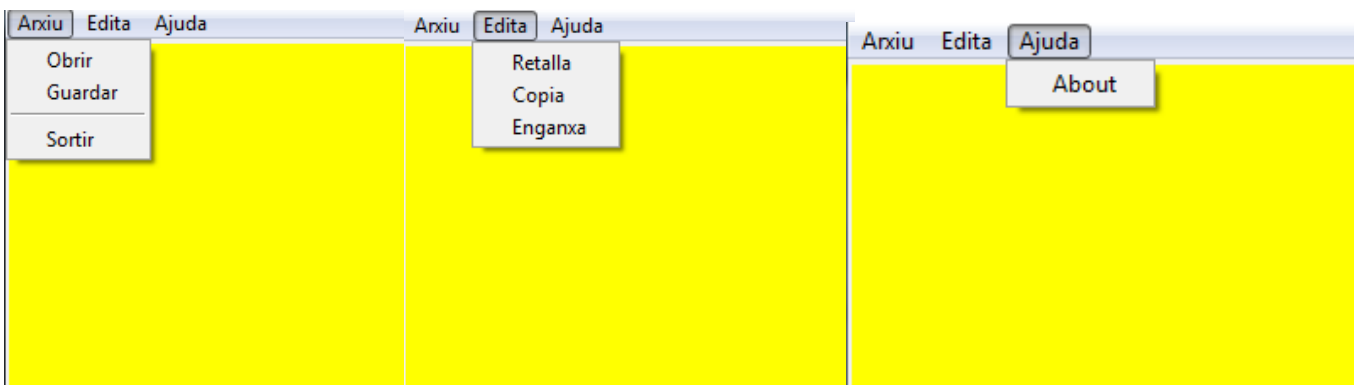 Arxiu Edita Ajuda
Obrir
Guardar
Sortir
Arxiu Edita Ajuda
Retalla
Copia
Enganxa
Arxiu Edita Ajuda
About